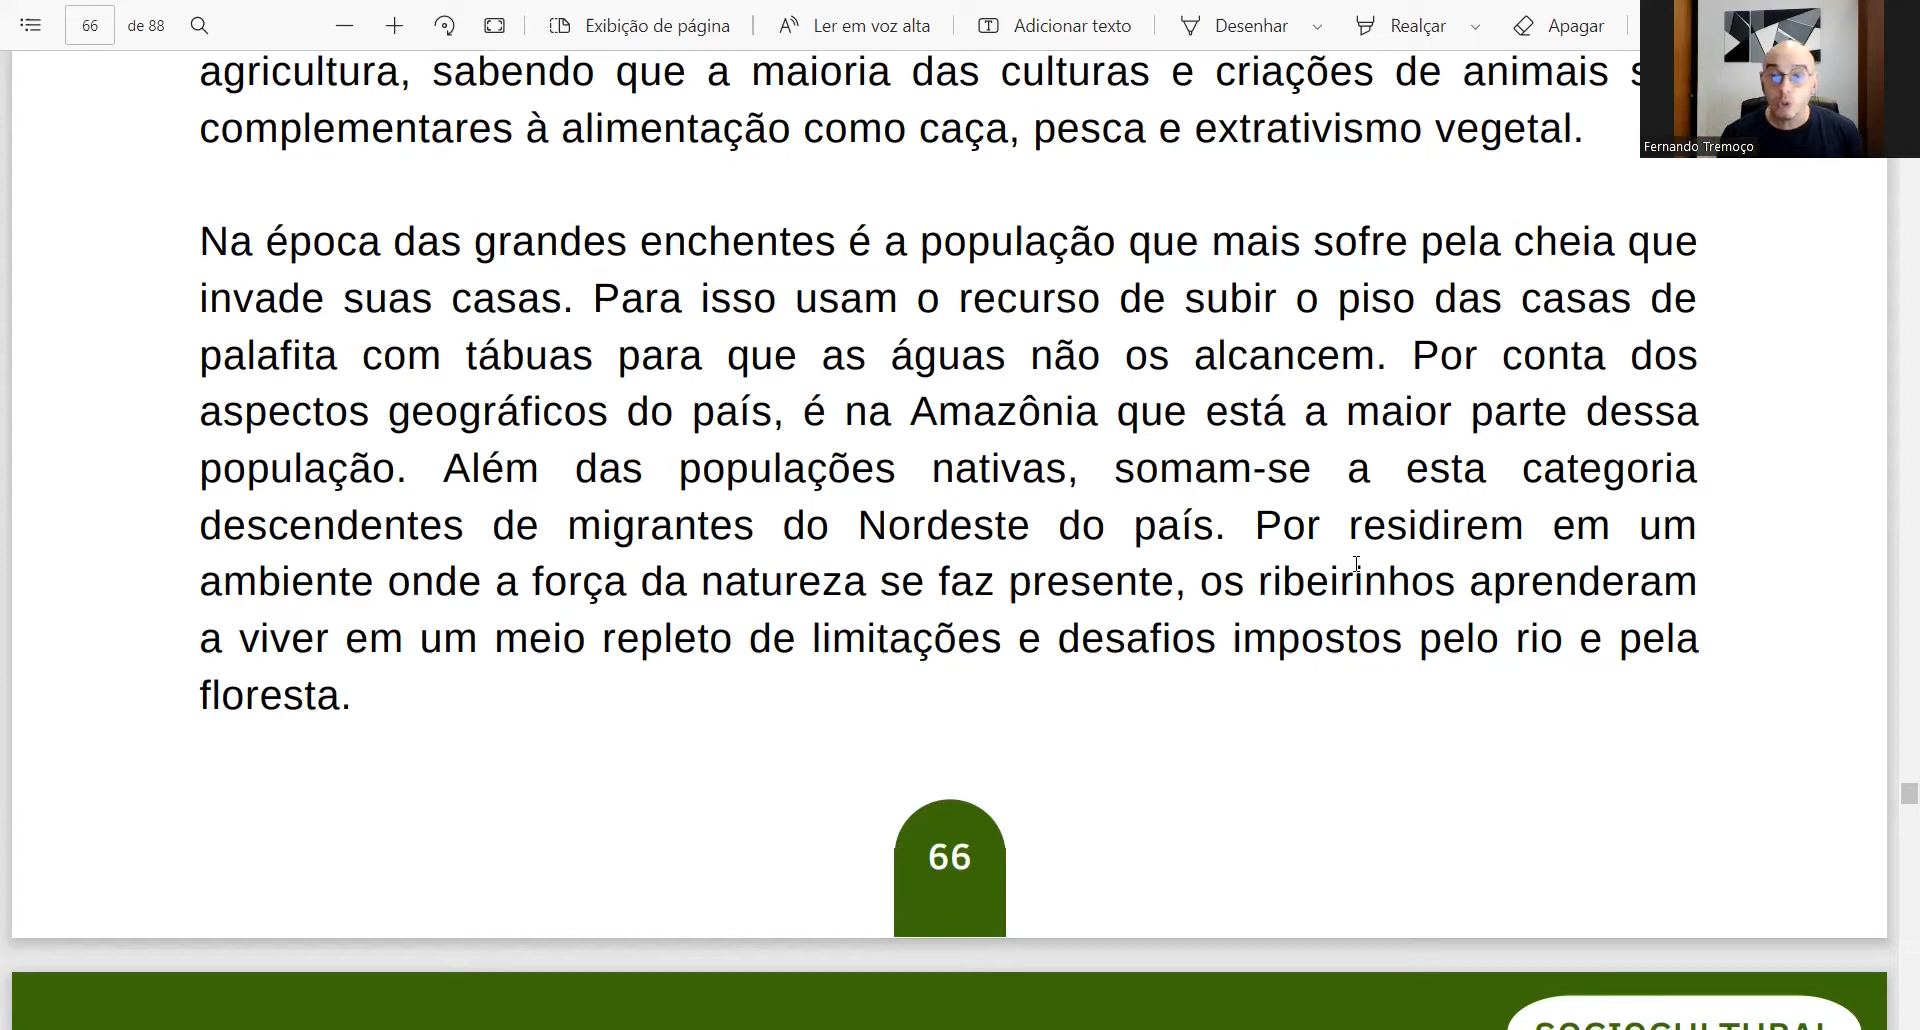 66 de 88 Exibição de página Ler em voz alta Adicionar texto Desenhar Realçar Apagar
agricultura, sabendo que a maioria das culturas e criações de animais
complementares à alimentação como caça, pesca e extrativismo vegetal.
Fernando Tremoço
Na época das grandes enchentes é a população que mais sofre pela cheia que
invade suas casas. Para isso usam o recurso de subir o piso das casas de
palafita com tábuas para que as águas não os alcancem. Por conta dos
aspectos geográficos do país, é na Amazônia que está a maior parte dessa
população. Além das populações nativas, somam-se a esta categoria
descendentes de migrantes do Nordeste do país. Por residirem em um
ambiente onde a força da natureza se faz presente, os ribeirinhos aprenderam
a viver em um meio repleto de limitações e desafios impostos pelo rio e pela
floresta.
66
SOCIOCULTURAL